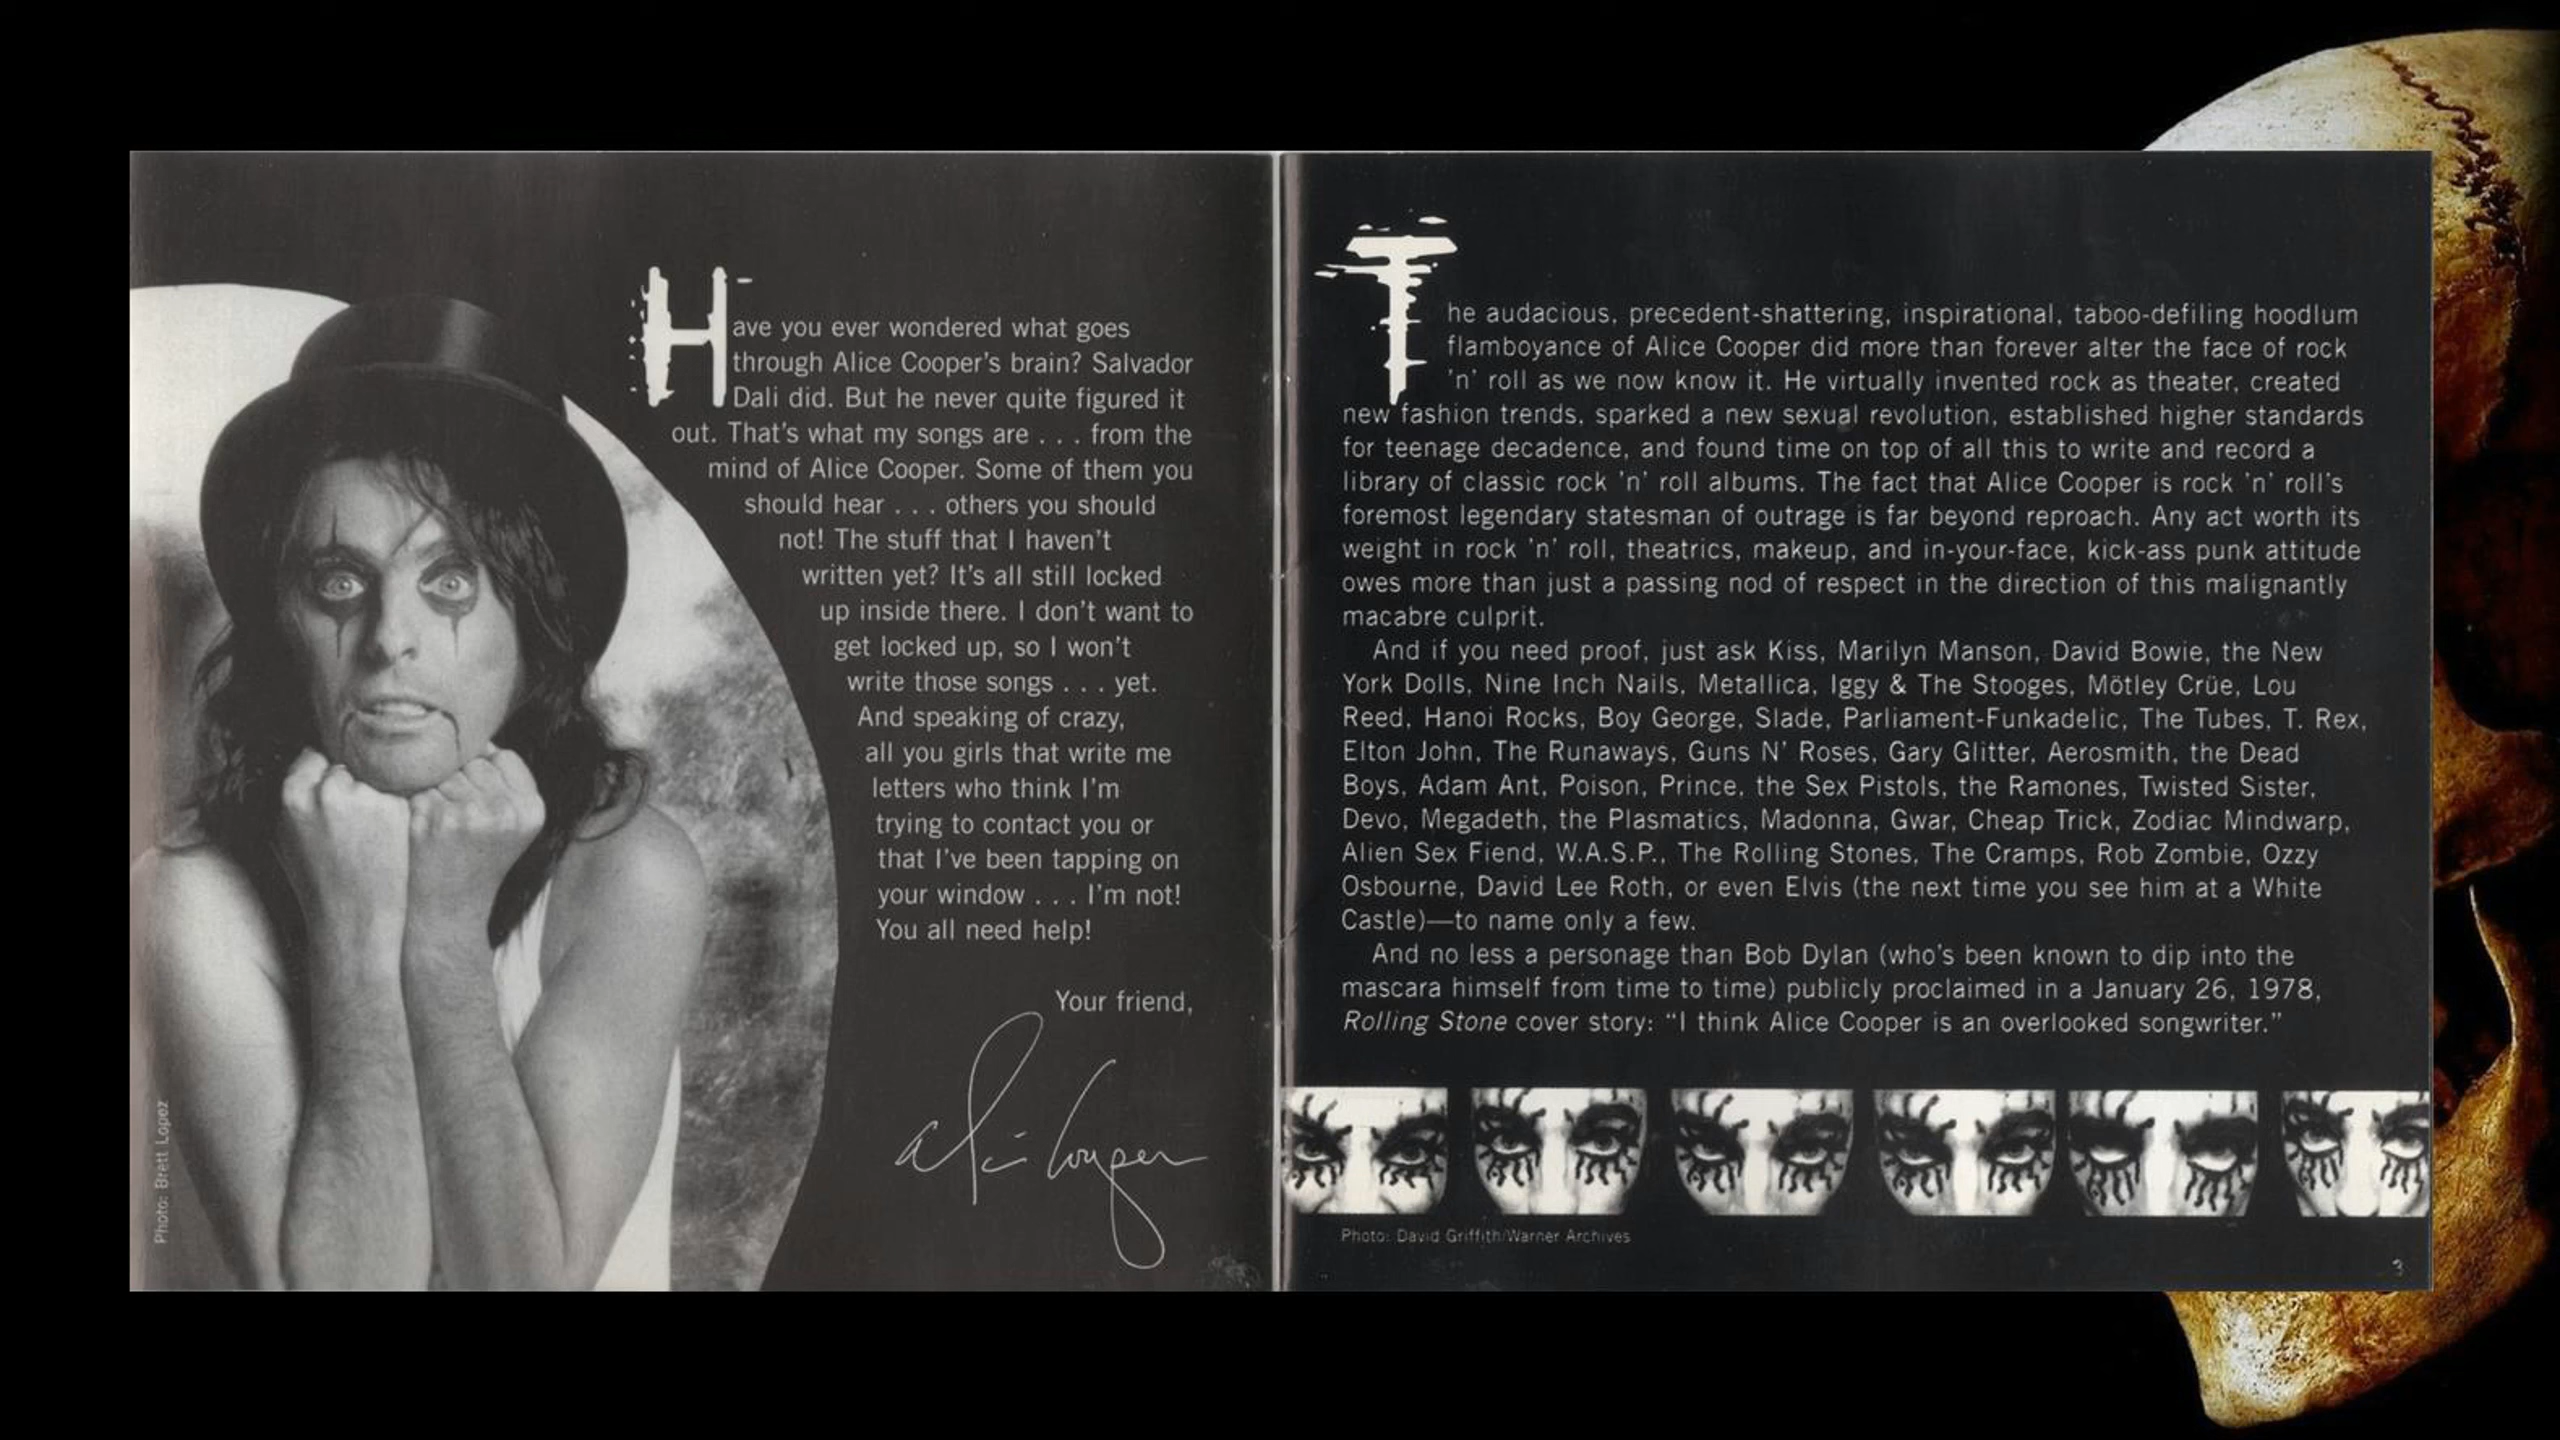 Have you ever wondered what goes
through Alice Cooper's brain? Salvador
Dali did. But he never quite figured it
out. That's what my songs are . . . from the
mind of Alice Cooper. Some of them you
should hear . . . others you should
not! The stuff that I haven't
written yet? It's all still locked
up inside there. I don't want to
get locked up, so I won't
write those songs . . . yet.
And speaking of crazy,
all you girls that write me
letters who think I'm
trying to contact you or
that I've been tapping on
your window . . . I'm not!
You all need help!
Your friend,
Alice Cooper
Photo: Brett Lopez
The audacious, precedent-shattering, inspirational, taboo-defiling hoodlum
flamboyance of Alice Cooper did more than forever alter the face of rock
'n' roll as we now know it. He virtually invented rock as theater, created
new fashion trends, sparked a new sexual revolution, established higher standards
for teenage decadence, and found time on top of all this to write and record a
library of classic rock 'n' roll albums. The fact that Alice Cooper is rock 'n' roll's
foremost legendary statesman of outrage is far beyond reproach. Any act worth its
weight in rock 'n' roll, theatrics, makeup, and in-your-face, kick-ass punk attitude
owes more than just a passing nod of respect in the direction of this malignantly
macabre culprit.
And if you need proof, just ask Kiss, Marilyn Manson, David Bowie, the New
York Dolls, Nine Inch Nails, Metallica, Iggy & The Stooges, Mötley Crüe, Lou
Reed, Hanoi Rocks, Boy George, Slade, Parliament-Funkadelic, The Tubes, T. Rex,
Elton John, The Runaways, Guns N' Roses, Gary Glitter, Aerosmith, the Dead
Boys, Adam Ant, Poison, Prince, the Sex Pistols, the Ramones, Twisted Sister,
Devo, Megadeth, the Plasmatics, Madonna, Gwar, Cheap Trick, Zodiac Mindwarp,
Alien Sex Fiend, W.A.S.P., The Rolling Stones, The Cramps, Rob Zombie, Ozzy
Osbourne, David Lee Roth, or even Elvis (the next time you see him at a White
Castle)—to name only a few.
And no less a personage than Bob Dylan (who's been known to dip into the
mascara himself from time to time) publicly proclaimed in a January 26, 1978,
Rolling Stone cover story: "I think Alice Cooper is an overlooked songwriter."
Photo: David Griffith/Warner Archives
3